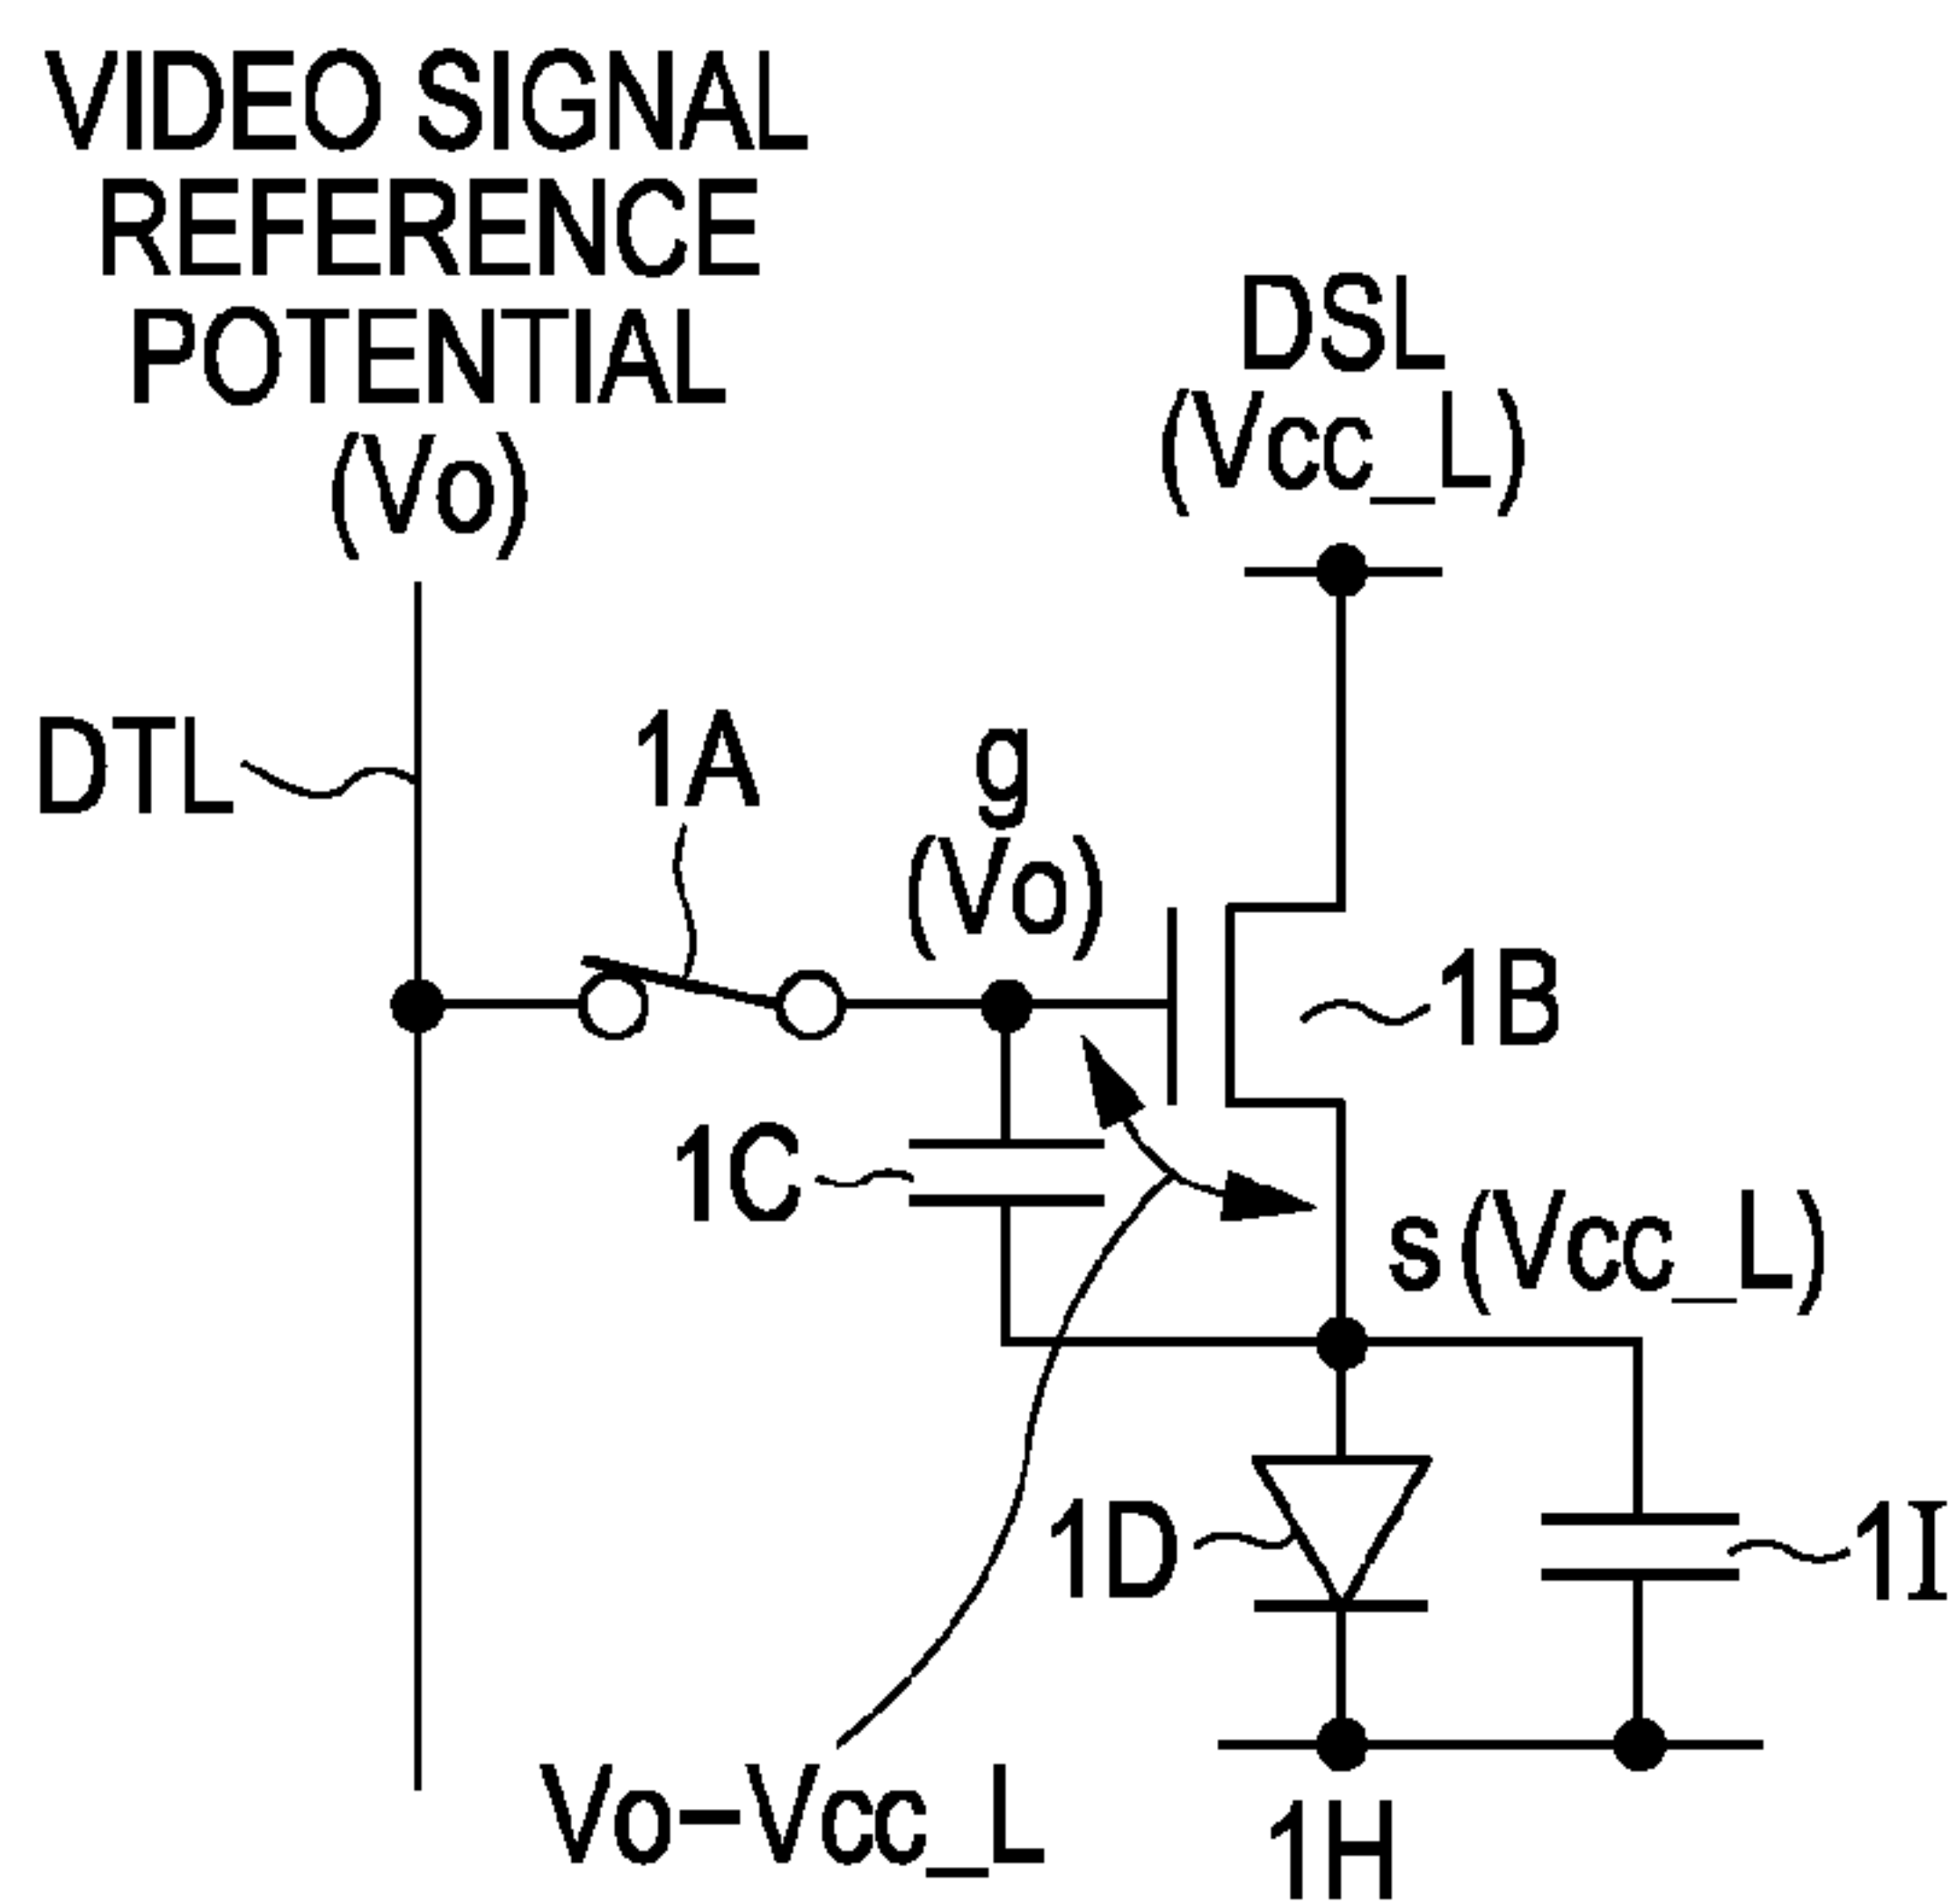 VIDEO SIGNAL
REFERENCE
POTENTIAL
(Vo)
DSL
(Vcc_L)
DTL
1A
g
(Vo)
1B
1C
s (Vcc_L)
1D
1I
Vo−Vcc_L
1H